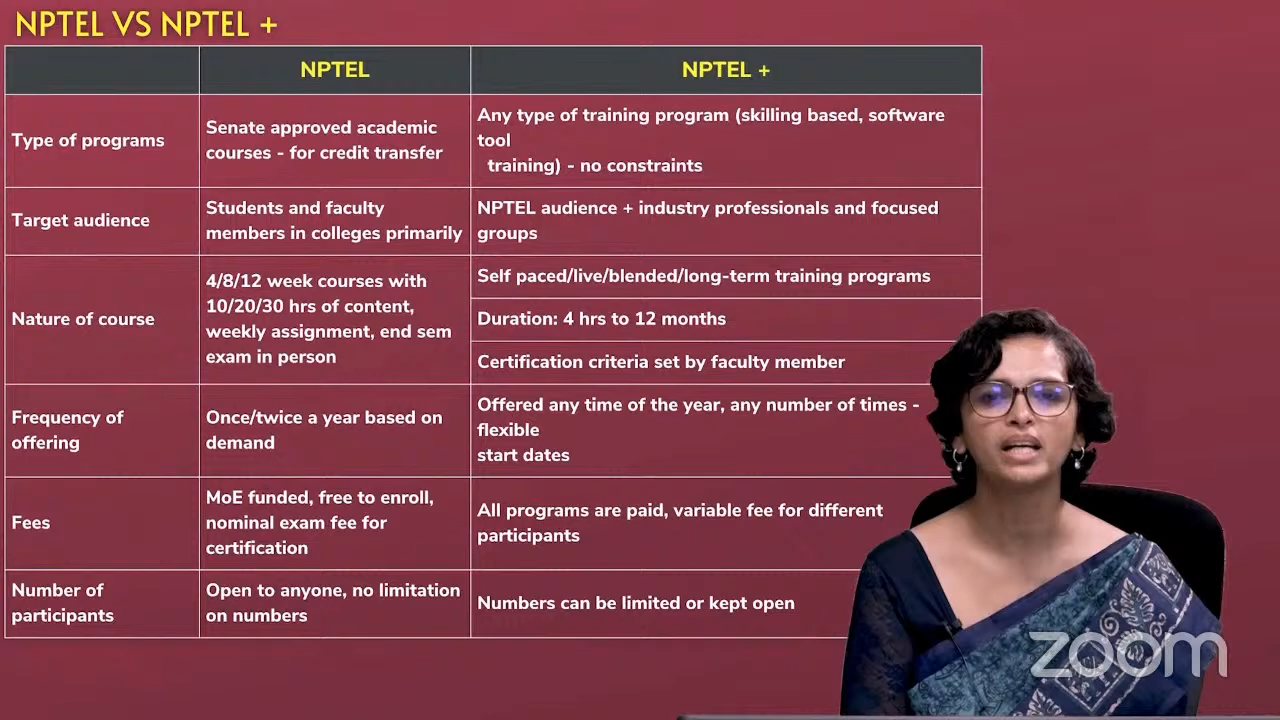 NPTEL VS NPTEL +
NPTEL
NPTEL +
Type of programs
Senate approved academic
courses - for credit transfer
Any type of training program (skilling based, software
tool
training) - no constraints
Target audience
Students and faculty
members in colleges primarily
NPTEL audience + industry professionals and focused
groups
Nature of course
4/8/12 week courses with
10/20/30 hrs of content,
weekly assignment, end sem
exam in person
Self paced/live/blended/long-term training programs
Duration: 4 hrs to 12 months
Certification criteria set by faculty member
Frequency of
offering
Once/twice a year based on
demand
Offered any time of the year, any number of times -
flexible
start dates
Fees
MoE funded, free to enroll,
nominal exam fee for
certification
All programs are paid, variable fee for different
participants
Number of
participants
Open to anyone, no limitation
on numbers
Numbers can be limited or kept open
zoom